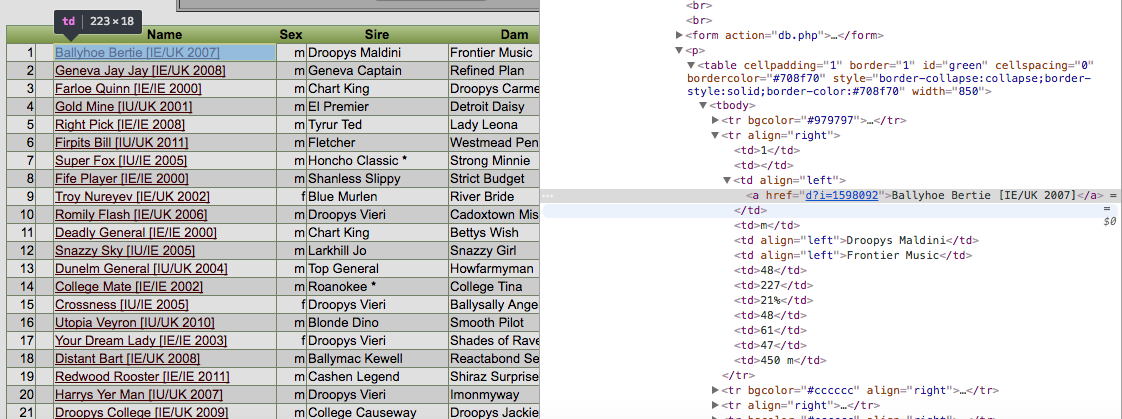 td 223 × 18
Name Sex Sire Dam
1 Ballyhoe Bertie [IE/UK 2007] m Droopys Maldini Frontier Music
2 Geneva Jay Jay [IE/UK 2008] m Geneva Captain Refined Plan
3 Farloe Quinn [IE/IE 2000] m Chart King Droopys Carme
4 Gold Mine [IU/UK 2001] m El Premier Detroit Daisy
5 Right Pick [IE/IE 2008] m Tyrur Ted Lady Leona
6 Firpits Bill [IU/UK 2011] m Fletcher Westmead Pen
7 Super Fox [IU/IE 2005] m Honcho Classic * Strong Minnie
8 Fife Player [IE/IE 2000] m Shanless Slippy Strict Budget
9 Troy Nureyev [IE/UK 2002] f Blue Murlen River Bride
10 Romily Flash [IE/UK 2006] m Droopys Vieri Cadoxtown Mis
11 Deadly General [IE/IE 2000] m Chart King Bettys Wish
12 Snazzy Sky [IU/IE 2005] m Larkhill Jo Snazzy Girl
13 Dunelm General [IU/UK 2004] m Top General Howfarmyman
14 College Mate [IE/IE 2002] m Roanokee * College Tina
15 Crossness [IU/IE 2005] f Droopys Vieri Ballysally Ange
16 Utopia Veyron [IU/UK 2010] m Blonde Dino Smooth Pilot
17 Your Dream Lady [IE/IE 2003] f Droopys Vieri Shades of Rave
18 Distant Bart [IE/UK 2008] m Ballymac Kewell Reactabond Se
19 Redwood Rooster [IE/IE 2011] m Cashen Legend Shiraz Surprise
20 Harrys Yer Man [IU/UK 2007] m Droopys Vieri Imonmyway
21 Droopys College [IE/UK 2009] m College Causeway Droopys Jackie
<br>
<br>
▶<form action="db.php">…</form>
▼<p>
▼<table cellpadding="1" border="1" id="green" cellspacing="0"
bordercolor="#708f70" style="border-collapse:collapse;border-
style:solid;border-color:#708f70" width="850">
▼<tbody>
▶<tr bgcolor="#979797">…</tr>
▼<tr align="right">
<td>1</td>
<td></td>
▼<td align="left">
… <a href="d?i=1598092">Ballyhoe Bertie [IE/UK 2007]</a> =
</td> = $0
<td>m</td>
<td align="left">Droopys Maldini</td>
<td align="left">Frontier Music</td>
<td>48</td>
<td>227</td>
<td>21%</td>
<td>48</td>
<td>61</td>
<td>47</td>
<td>450 m</td>
</tr>
▶<tr bgcolor="#cccccc" align="right">…</tr>
▶<tr align="right">…</tr>
▶<tr bgcolor="#cccccc" align="right">…</tr>